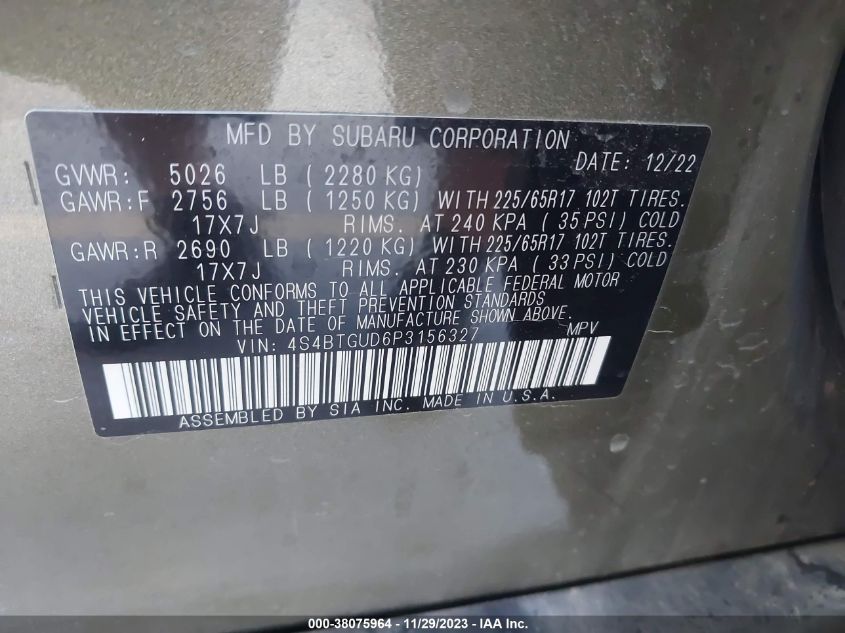 MFD BY SUBARU CORPORATION
DATE: 12/22
GVWR: 5026 LB ( 2280 KG)
GAWR:F 2756 LB ( 1250 KG) WITH 225/65R17 102T TIRES.
17X7J RIMS. AT 240 KPA ( 35 PSI) COLD
GAWR:R 2690 LB ( 1220 KG) WITH 225/65R17 102T TIRES.
17X7J RIMS. AT 230 KPA ( 33 PSI) COLD
THIS VEHICLE CONFORMS TO ALL APPLICABLE FEDERAL MOTOR
VEHICLE SAFETY AND THEFT PREVENTION STANDARDS
IN EFFECT ON THE DATE OF MANUFACTURE SHOWN ABOVE.
VIN: 4S4BTGUD6P3156327 MPV
ASSEMBLED BY SIA INC. MADE IN U.S.A.
000-38075964 - 11/29/2023 - IAA Inc.